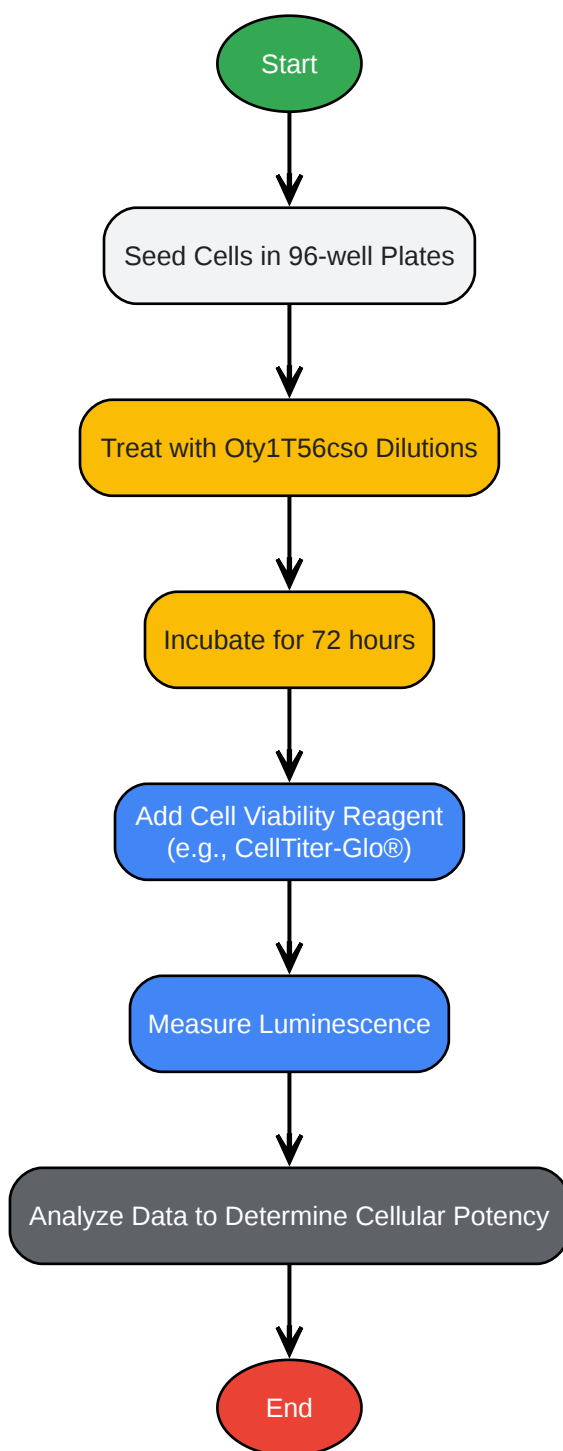 Start
Seed Cells in 96-well Plates
Treat with Oty1T56cso Dilutions
Incubate for 72 hours
Add Cell Viability Reagent
(e.g., CellTiter-Glo®)
Measure Luminescence
Analyze Data to Determine Cellular Potency
End